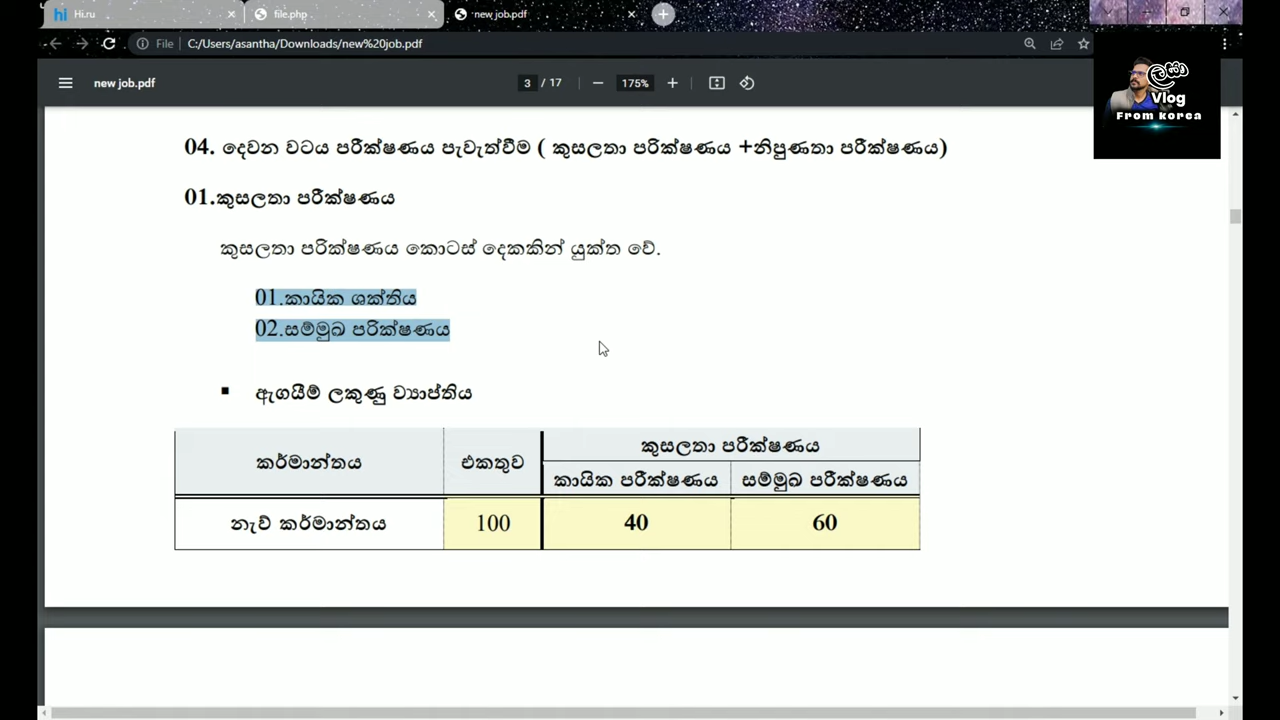 hi Hi.ru
file.php
new job.pdf
File C:/Users/asantha/Downloads/new%20job.pdf
new job.pdf
3 / 17
175%
ලසා
Vlog
From korea
04. දෙවන වටය පරීක්ෂණය පැවැත්වීම ( කුසලතා පරික්ෂණය +නිපුණතා පරීක්ෂණය)
01.කුසලතා පරීක්ෂණය
කුසලතා පරික්ෂණය කොටස් දෙකකින් යුක්ත වේ.
01.කායික ශක්තිය
02.සම්මුඛ පරික්ෂණය
▪ ඇගයීම් ලකුණු ව්‍යාප්තිය
කර්මාන්තය එකතුව කුසලතා පරීක්ෂණය
කායික පරීක්ෂණය සම්මුඛ පරීක්ෂණය
නැව් කර්මාන්තය 100 40 60